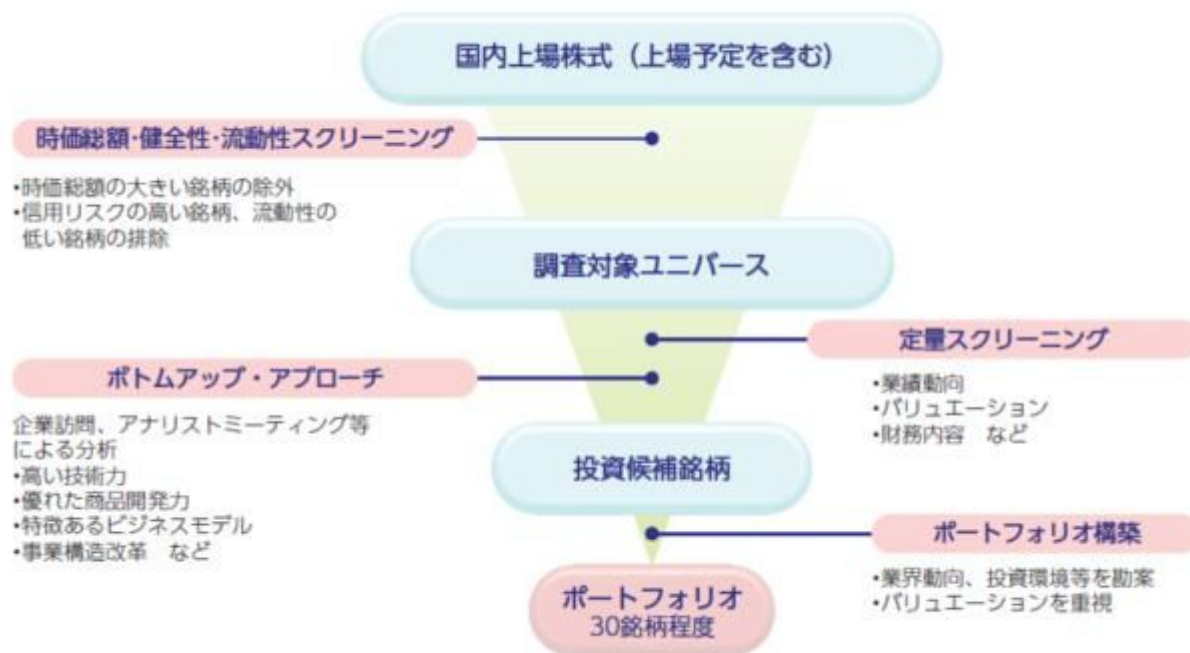 国内上場株式（上場予定を含む）
時価総額・健全性・流動性スクリーニング
•時価総額の大きい銘柄の除外
•信用リスクの高い銘柄、流動性の
低い銘柄の排除
調査対象ユニバース
定量スクリーニング
•業績動向
•バリュエーション
•財務内容　など
ボトムアップ・アプローチ
企業訪問、アナリストミーティング等
による分析
•高い技術力
•優れた商品開発力
•特徴あるビジネスモデル
•事業構造改革　など
投資候補銘柄
ポートフォリオ構築
•業界動向、投資環境等を勘案
•バリュエーションを重視
ポートフォリオ
30銘柄程度